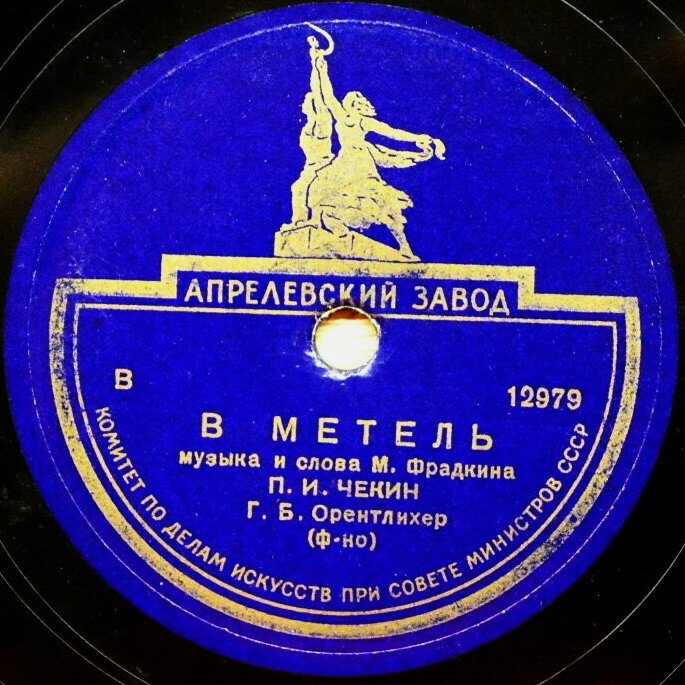 АПРЕЛЕВСКИЙ ЗАВОД
В 12979
В МЕТЕЛЬ
музыка и слова М. Фрадкина
П. И. ЧЕКИН
Г. Б. Орентлихер
(ф-но)
КОМИТЕТ ПО ДЕЛАМ ИСКУССТВ ПРИ СОВЕТЕ МИНИСТРОВ СССР